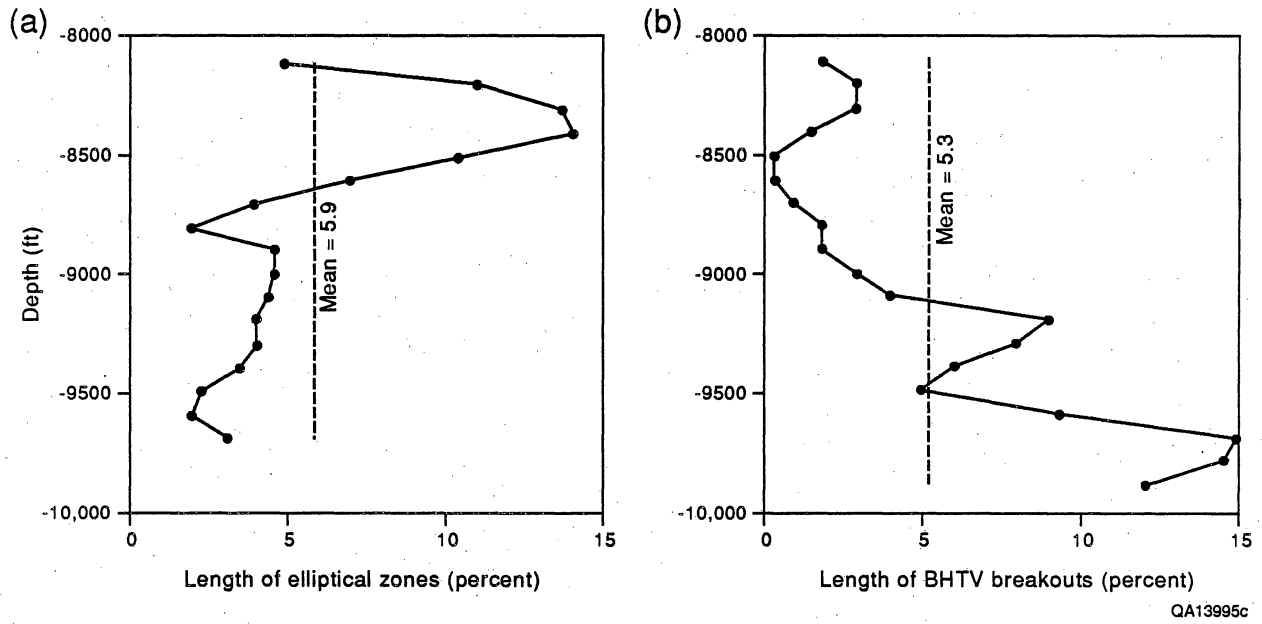 (a)
-8000
-8500
-9000
-9500
-10,000
Depth (ft)
Mean = 5.9
0 5 10 15
Length of elliptical zones (percent)
(b)
-8000
-8500
-9000
-9500
-10,000
Mean = 5.3
0 5 10 15
Length of BHTV breakouts (percent)
QA13995c